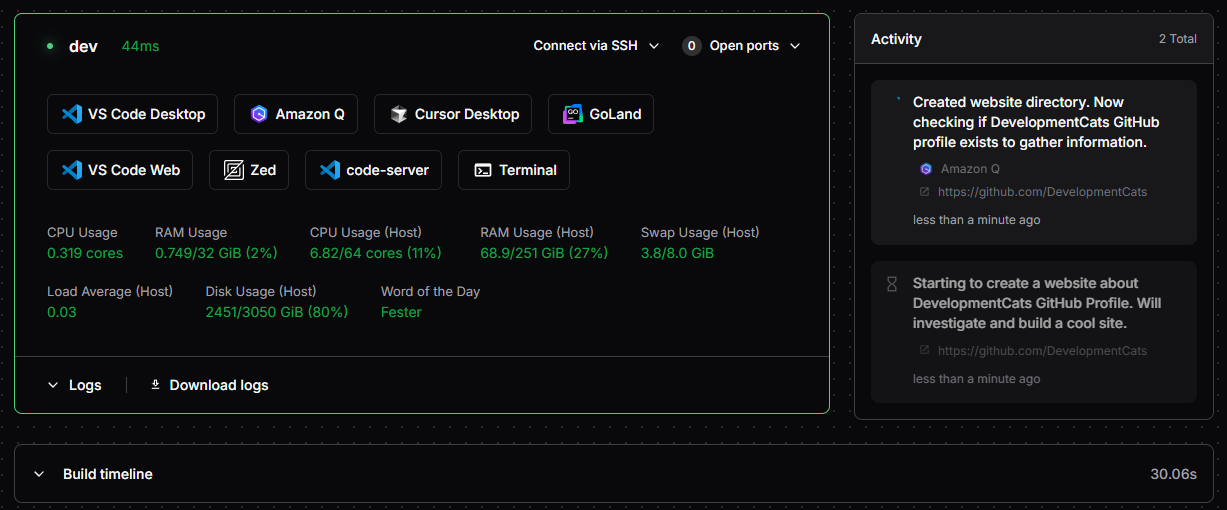 dev 44ms Connect via SSH 0 Open ports
VS Code Desktop Amazon Q Cursor Desktop GoLand
VS Code Web Zed code-server Terminal
CPU Usage RAM Usage CPU Usage (Host) RAM Usage (Host) Swap Usage (Host)
0.319 cores 0.749/32 GiB (2%) 6.82/64 cores (11%) 68.9/251 GiB (27%) 3.8/8.0 GiB
Load Average (Host) Disk Usage (Host) Word of the Day
0.03 2451/3050 GiB (80%) Fester
Logs Download logs
Activity 2 Total
Created website directory. Now
checking if DevelopmentCats GitHub
profile exists to gather information.
Amazon Q
https://github.com/DevelopmentCats
less than a minute ago
Starting to create a website about
DevelopmentCats GitHub Profile. Will
investigate and build a cool site.
https://github.com/DevelopmentCats
less than a minute ago
Build timeline 30.06s